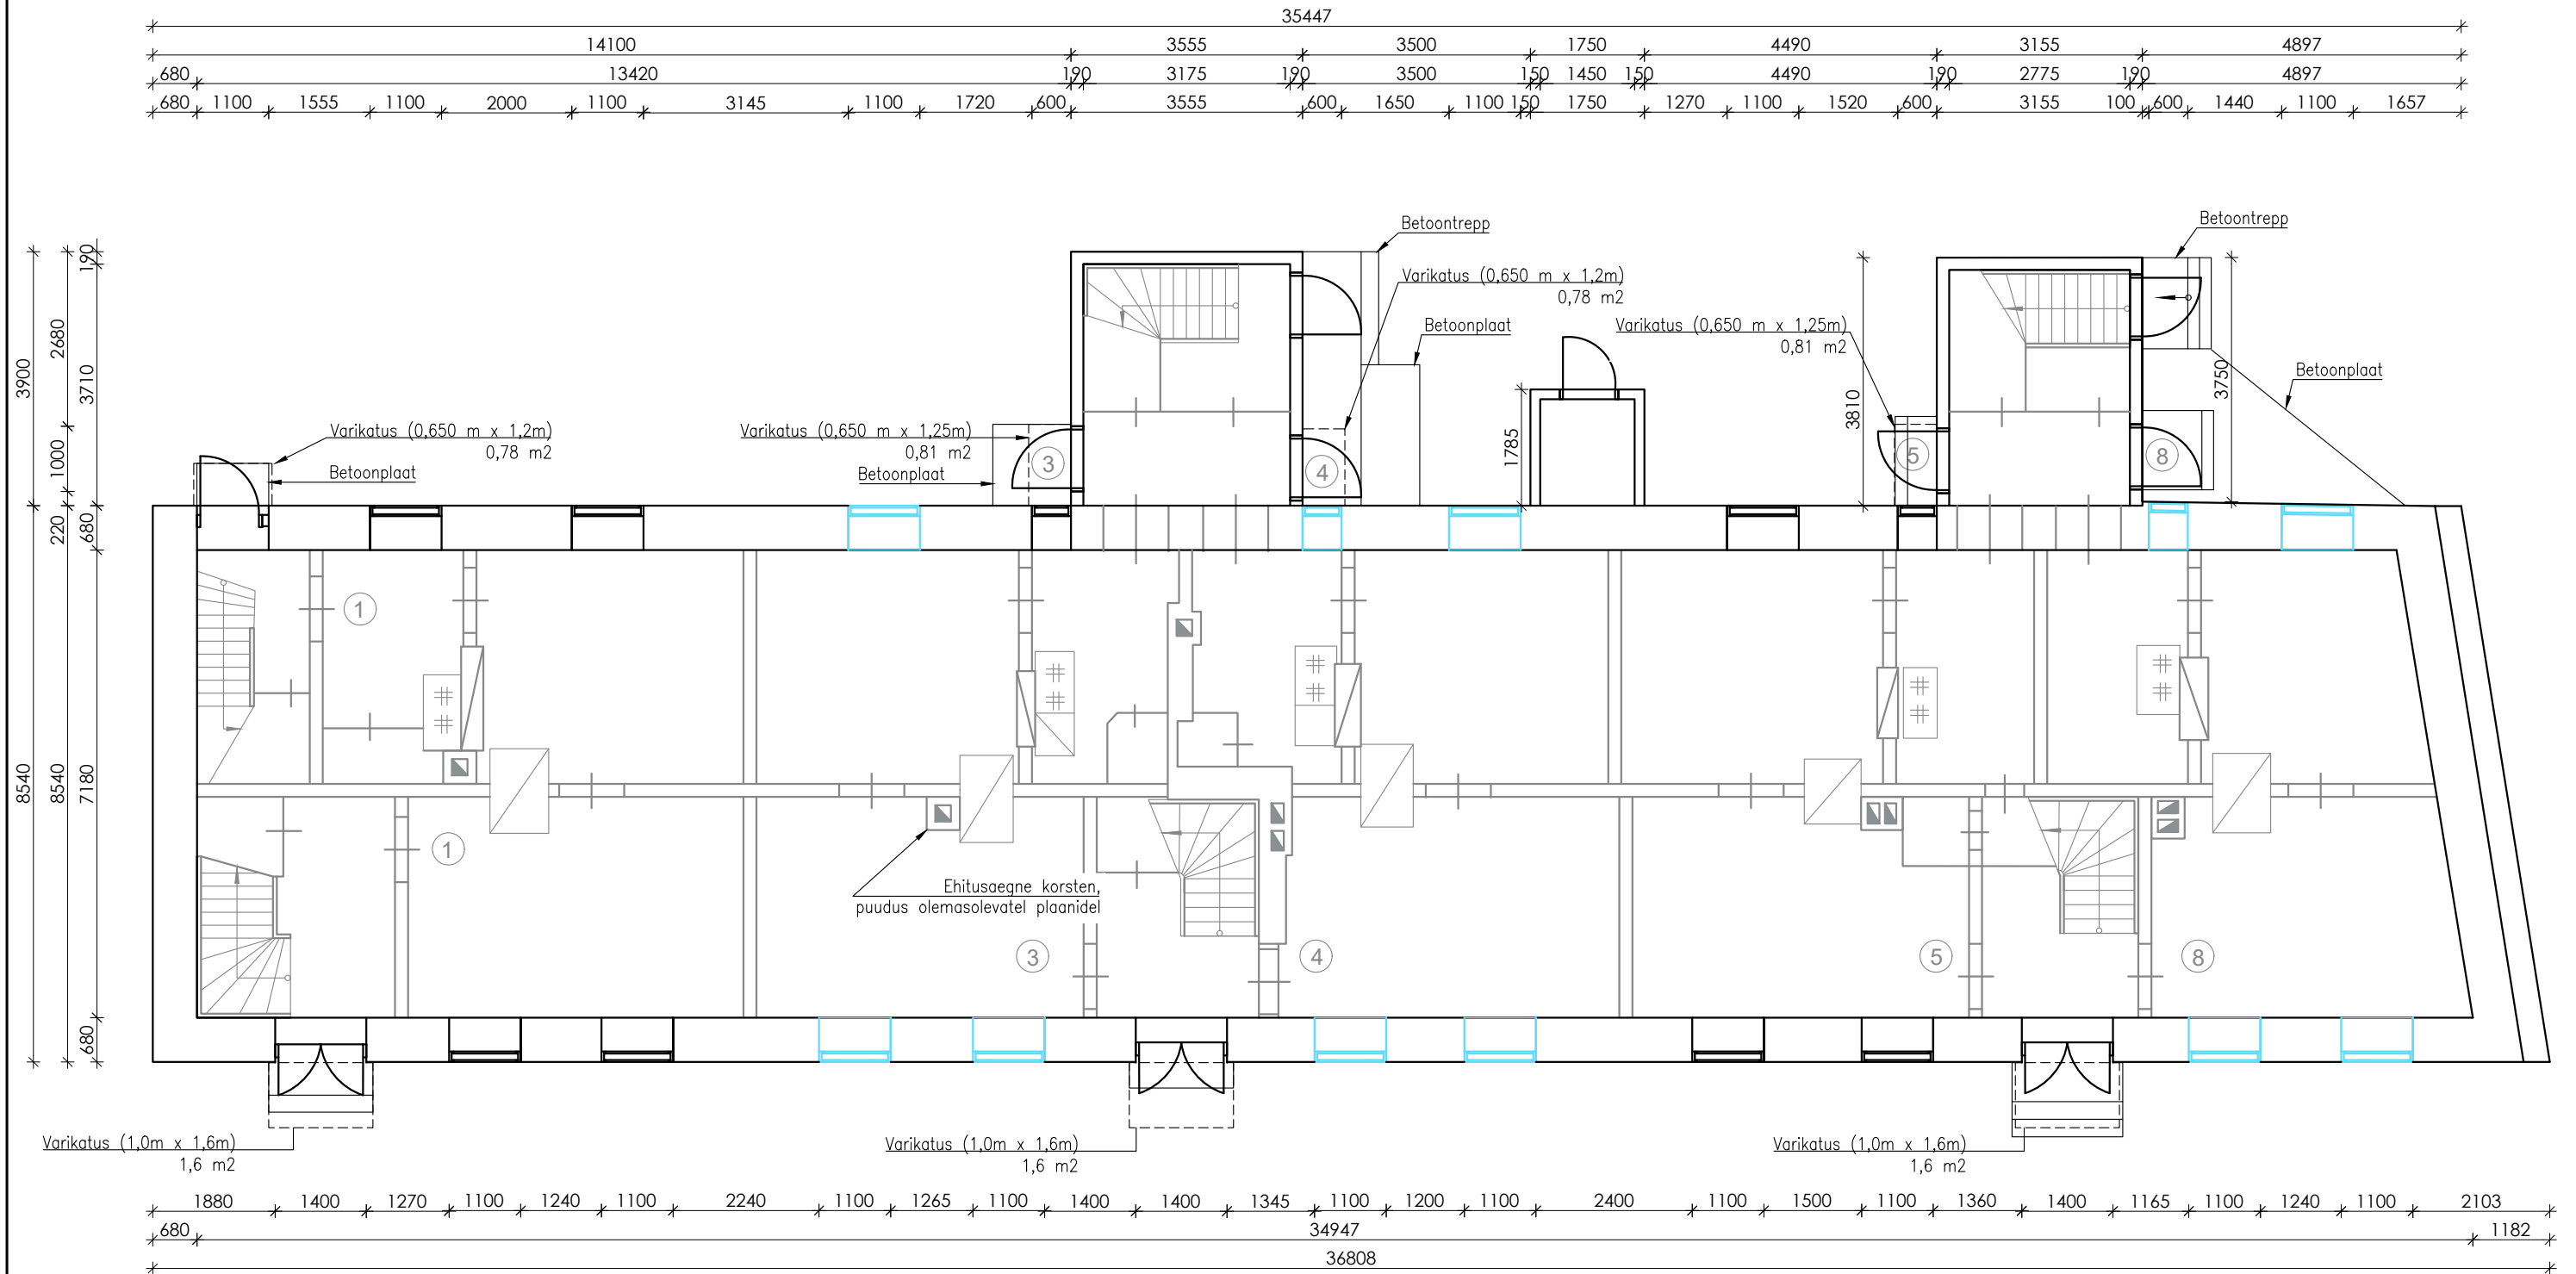 35447
14100 3555 3500 1750 4490 3155 4897
680 13420 190 3175 190 3500 150 1450 150 4490 190 2775 190 4897
680 1100 1555 1100 2000 1100 3145 1100 1720 600 3555 600 1650 1100 150 1750 1270 1100 1520 600 3155 100 600 1440 1100 1657
3900
2680
1000
220
190
3710
680
8540
8540
7180
680
Betoontrepp
Varikatus (0,650 m x 1,2m)
0,78 m2
Betoonplaat
Varikatus (0,650 m x 1,25m)
0,81 m2
Betoontrepp
Betoonplaat
3810
3750
1785
Varikatus (0,650 m x 1,2m)
0,78 m2
Betoonplaat
Varikatus (0,650 m x 1,25m)
0,81 m2
Betoonplaat
3
4
5
8
1
1
Ehitusaegne korsten,
puudus olemasolevatel plaanidel
3
4
5
8
Varikatus (1,0m x 1,6m)
1,6 m2
Varikatus (1,0m x 1,6m)
1,6 m2
Varikatus (1,0m x 1,6m)
1,6 m2
1880 1400 1270 1100 1240 1100 2240 1100 1265 1100 1400 1400 1345 1100 1200 1100 2400 1100 1500 1100 1360 1400 1165 1100 1240 1100 2103
680 34947 1182
36808